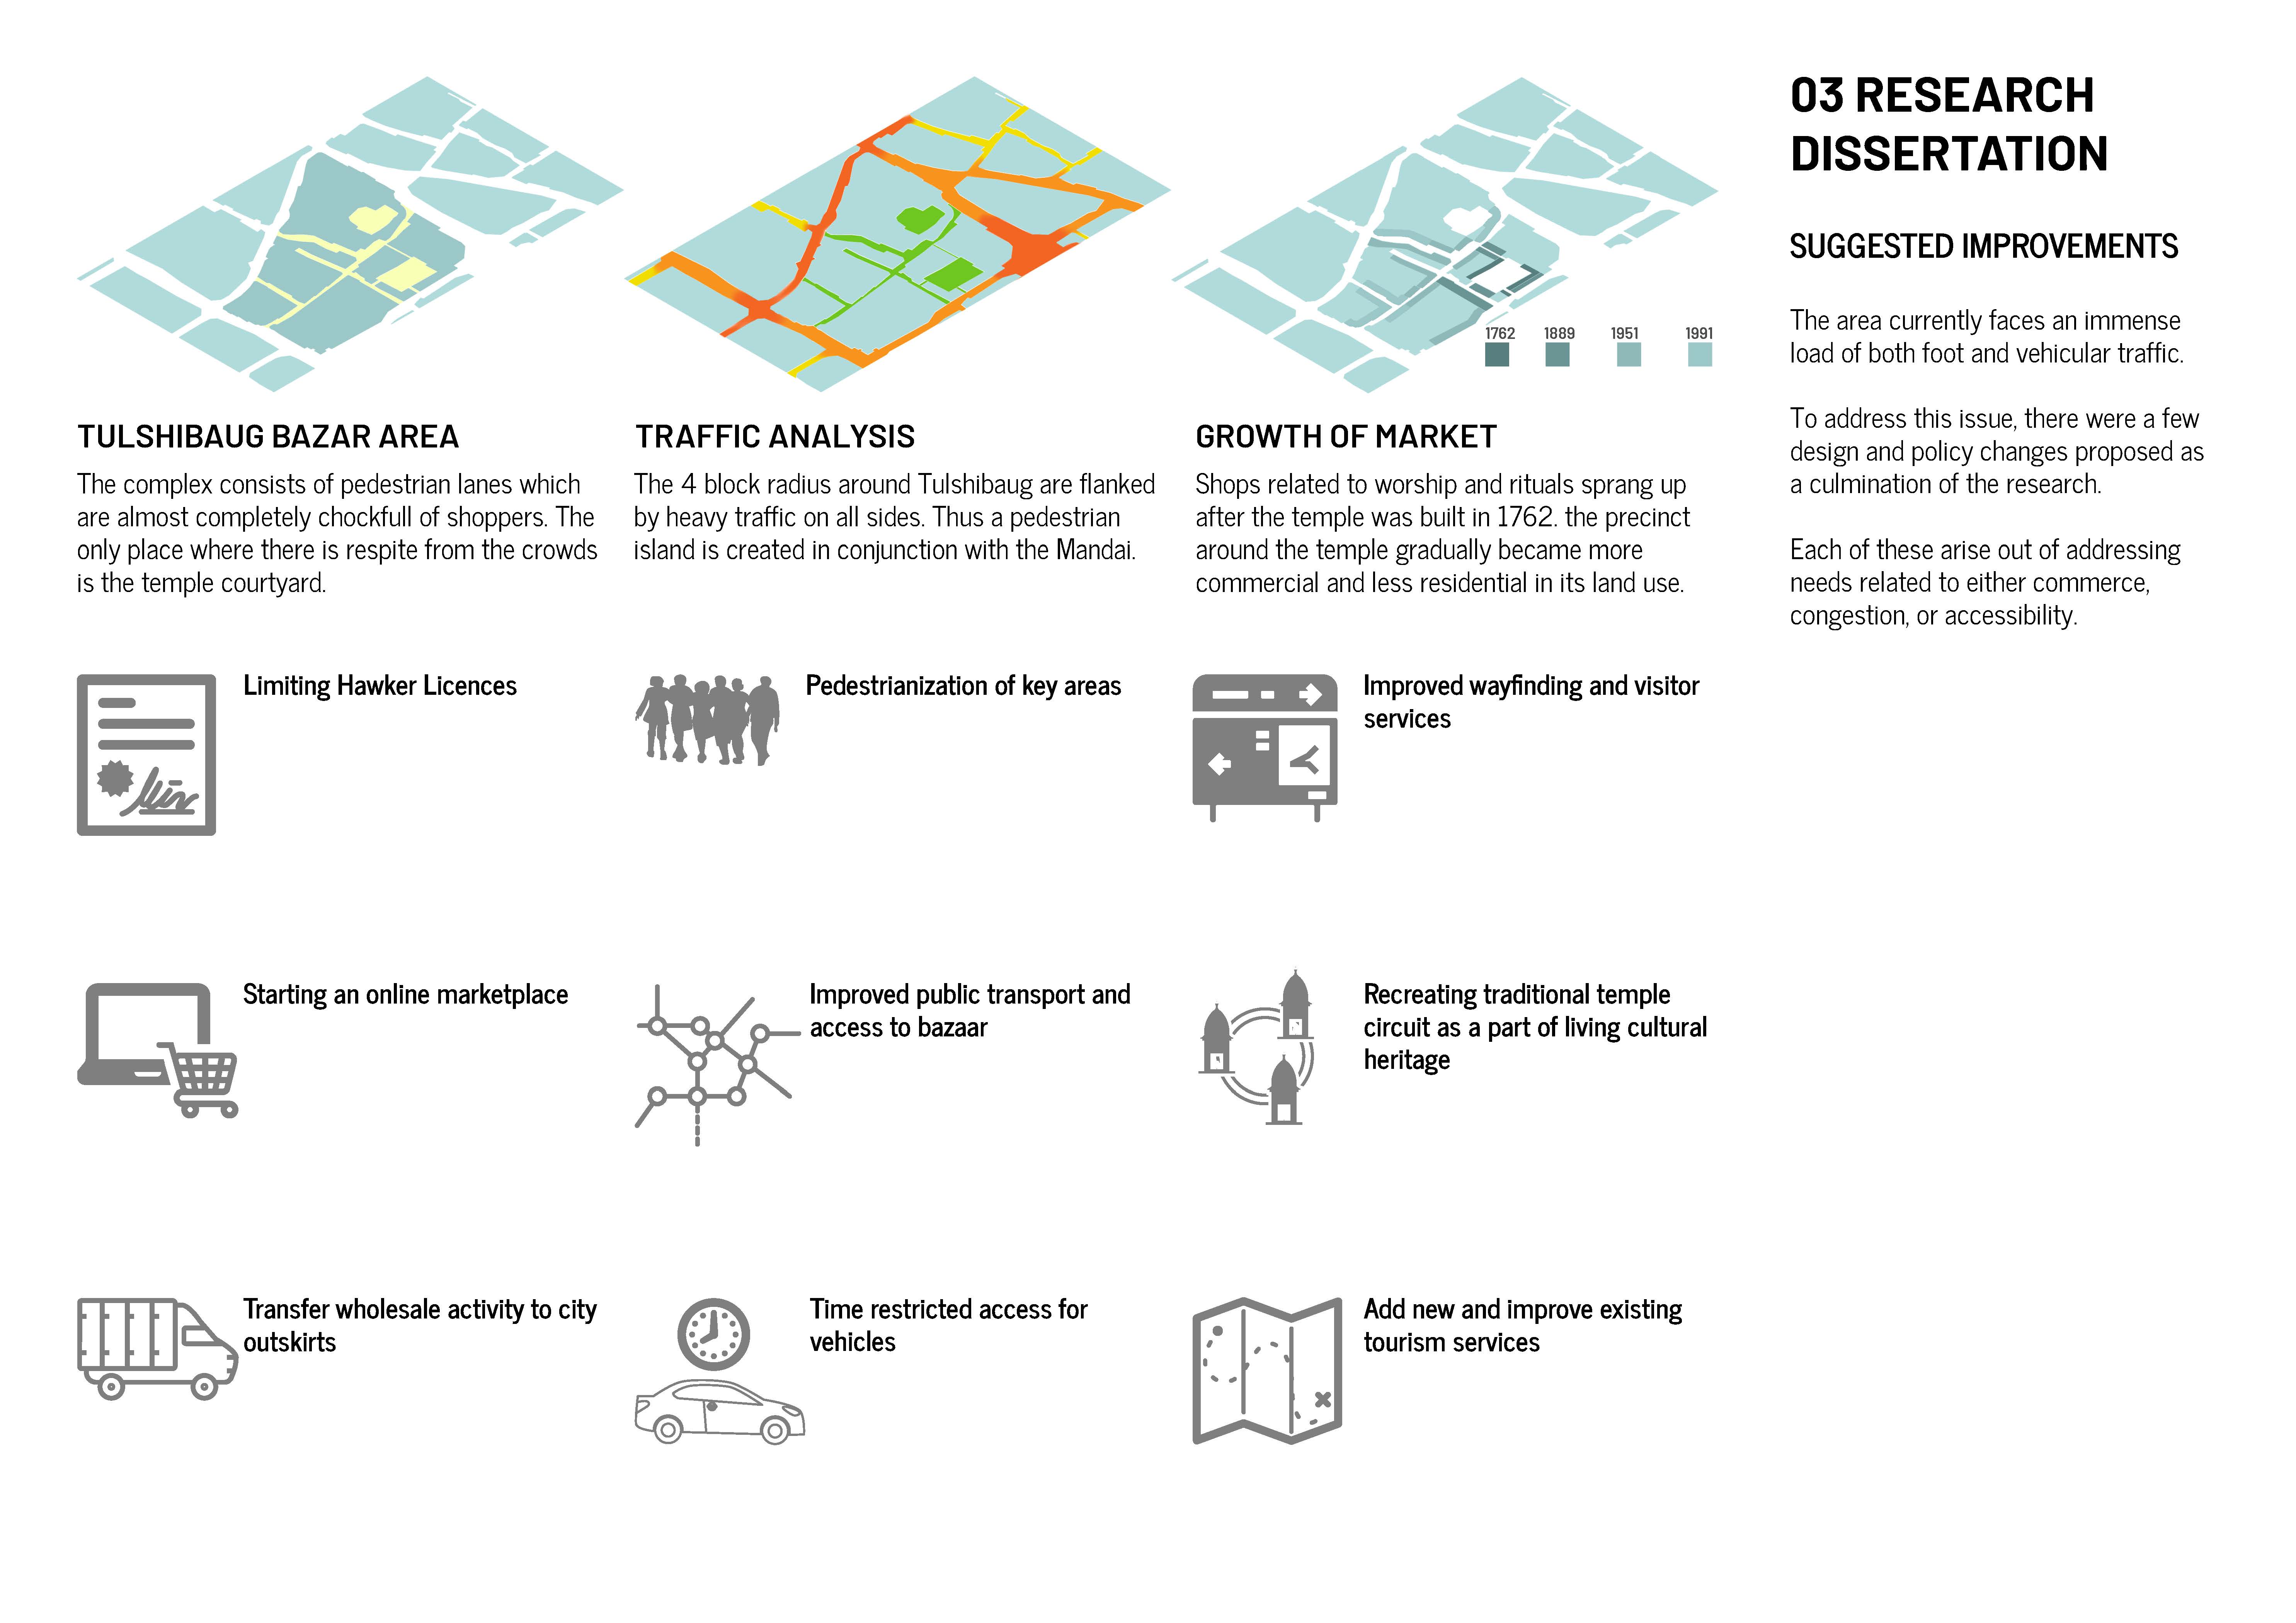 03 RESEARCH
DISSERTATION
SUGGESTED IMPROVEMENTS
The area currently faces an immense
load of both foot and vehicular traffic.
To address this issue, there were a few
design and policy changes proposed as
a culmination of the research.
Each of these arise out of addressing
needs related to either commerce,
congestion, or accessibility.
TULSHIBAUG BAZAR AREA
The complex consists of pedestrian lanes which
are almost completely chockfull of shoppers. The
only place where there is respite from the crowds
is the temple courtyard.
TRAFFIC ANALYSIS
The 4 block radius around Tulshibaug are flanked
by heavy traffic on all sides. Thus a pedestrian
island is created in conjunction with the Mandai.
1762 1889 1951 1991
GROWTH OF MARKET
Shops related to worship and rituals sprang up
after the temple was built in 1762. the precinct
around the temple gradually became more
commercial and less residential in its land use.
Limiting Hawker Licences
Pedestrianization of key areas
Improved wayfinding and visitor
services
Starting an online marketplace
Improved public transport and
access to bazaar
Recreating traditional temple
circuit as a part of living cultural
heritage
Transfer wholesale activity to city
outskirts
Time restricted access for
vehicles
Add new and improve existing
tourism services